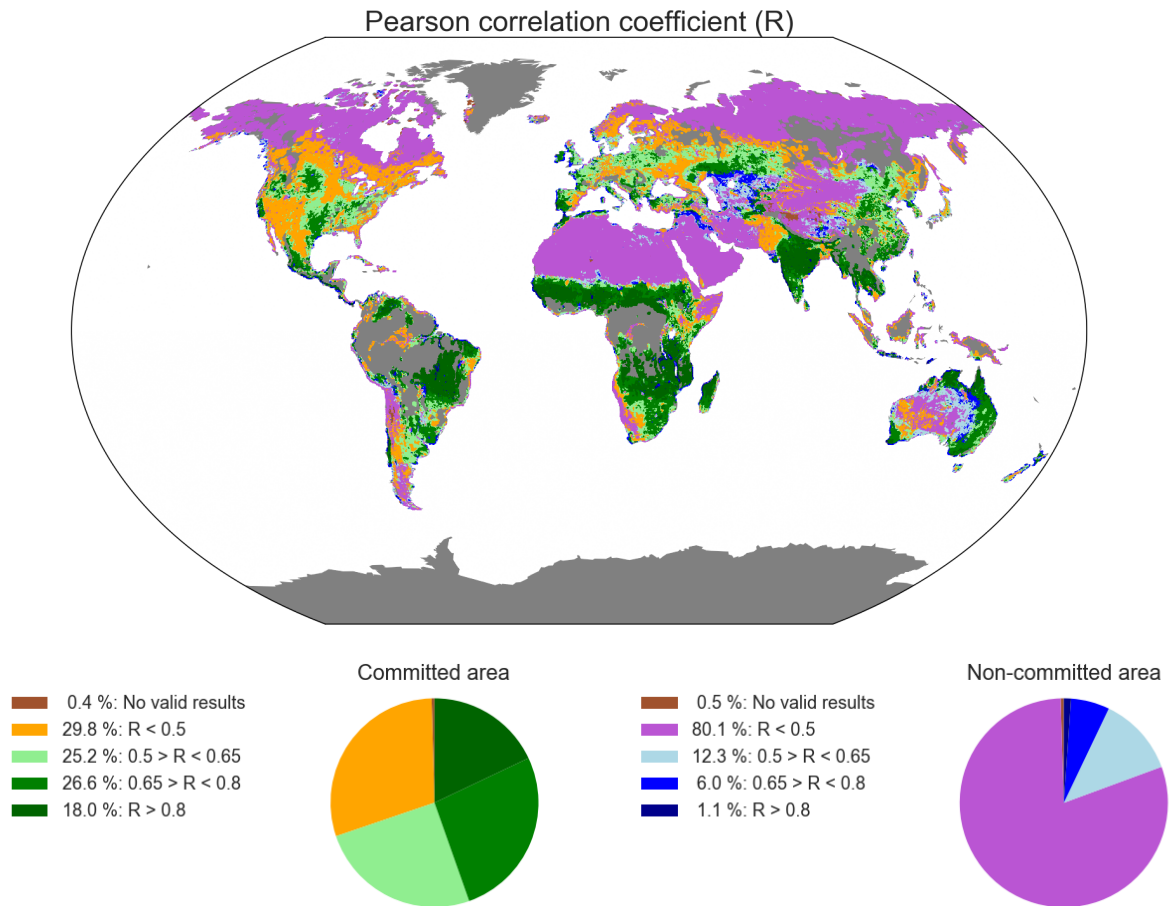 Pearson correlation coefficient (R)
Committed area
0.4 %: No valid results
29.8 %: R < 0.5
25.2 %: 0.5 > R < 0.65
26.6 %: 0.65 > R < 0.8
18.0 %: R > 0.8
Non-committed area
0.5 %: No valid results
80.1 %: R < 0.5
12.3 %: 0.5 > R < 0.65
6.0 %: 0.65 > R < 0.8
1.1 %: R > 0.8